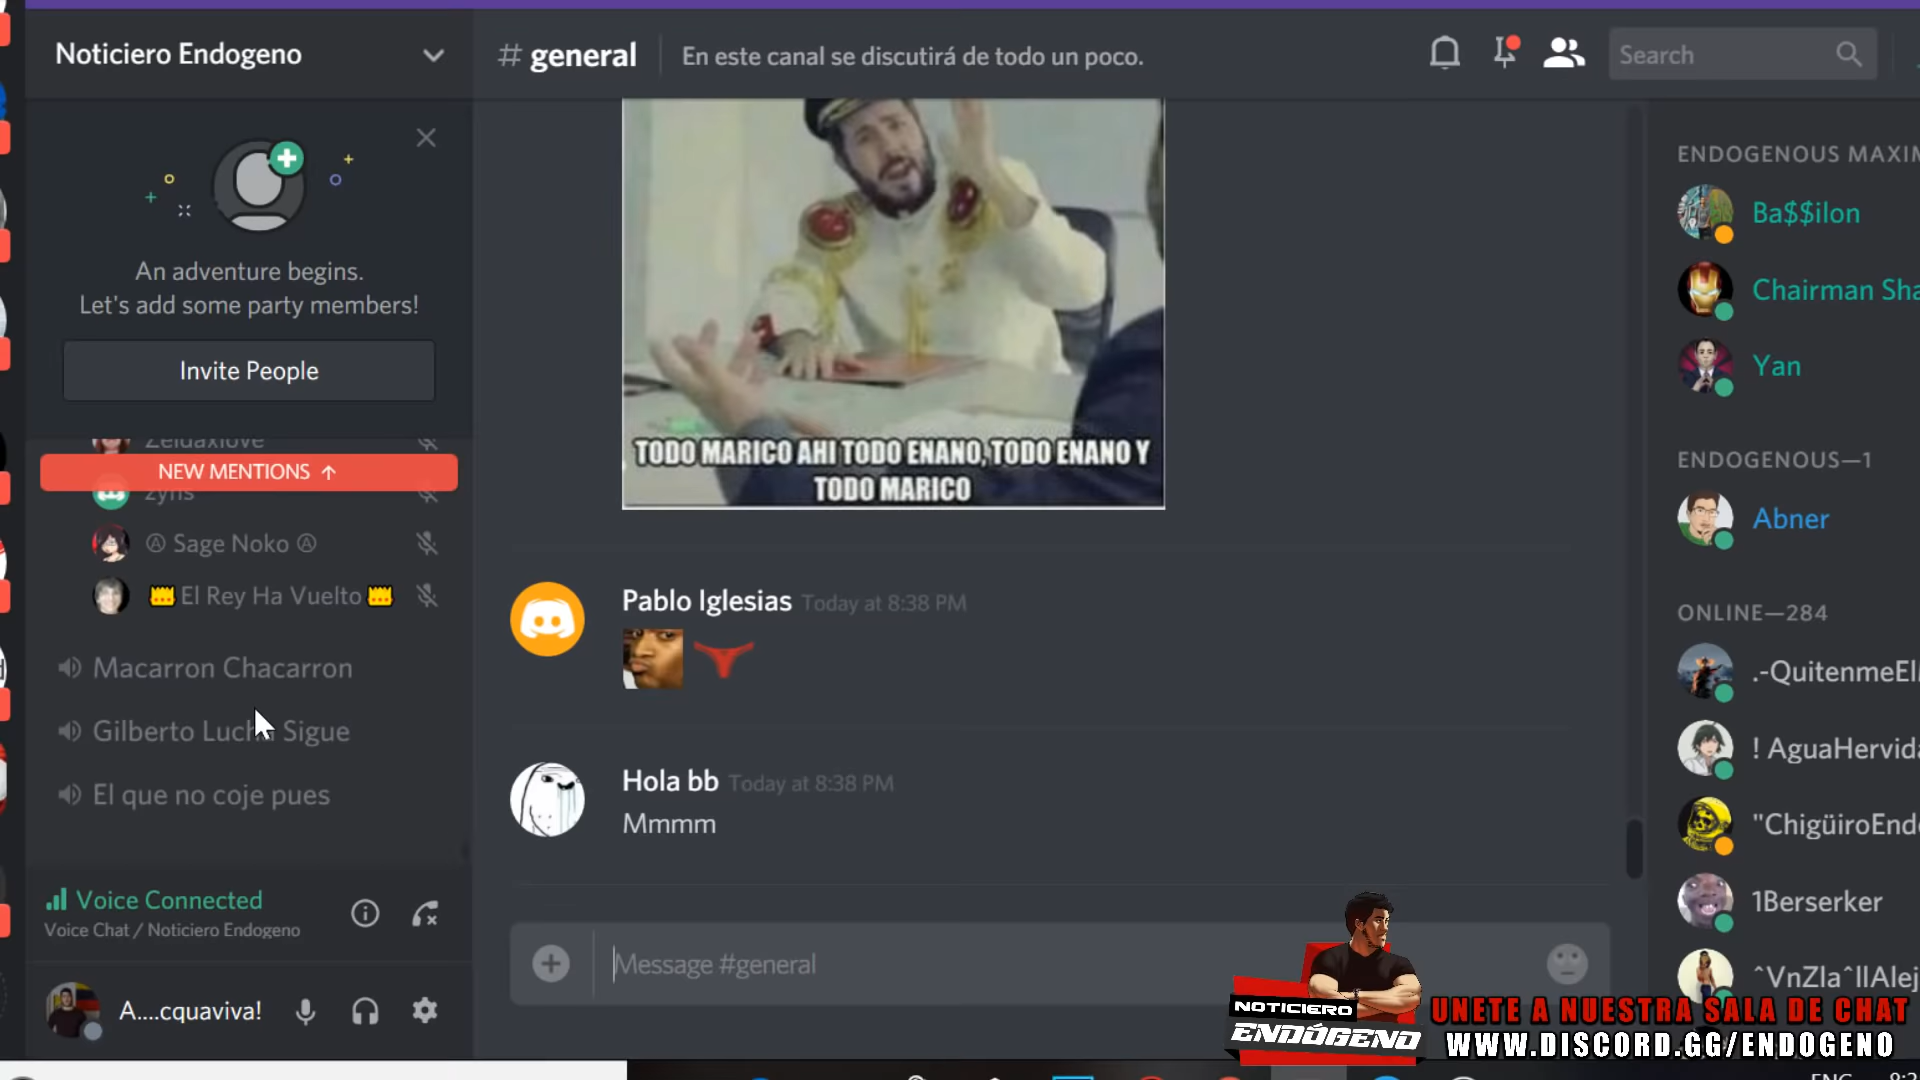 Noticiero Endogeno
# general
En este canal se discutirá de todo un poco.
Search
An adventure begins.
Let's add some party members!
Invite People
Zeldaxlove
NEW MENTIONS ↑
zyns
Ⓐ Sage Noko Ⓐ
El Rey Ha Vuelto
Macarron Chacarron
Gilberto Lucha Sigue
El que no coje pues
Voice Connected
Voice Chat / Noticiero Endogeno
A....cquaviva!
TODO MARICO AHI TODO ENANO, TODO ENANO Y
TODO MARICO
Pablo Iglesias Today at 8:38 PM
Hola bb Today at 8:38 PM
Mmmm
Message #general
ENDOGENOUS MAXIM
Ba$$ilon
Chairman Sha
Yan
ENDOGENOUS—1
Abner
ONLINE—284
.-QuitenmeElI
! AguaHervida
"ChigüiroEndo
1Berserker
^VnZla^llAlej
NOTICIERO
ENDÓGENO
UNETE A NUESTRA SALA DE CHAT
WWW.DISCORD.GG/ENDOGENO
ENG